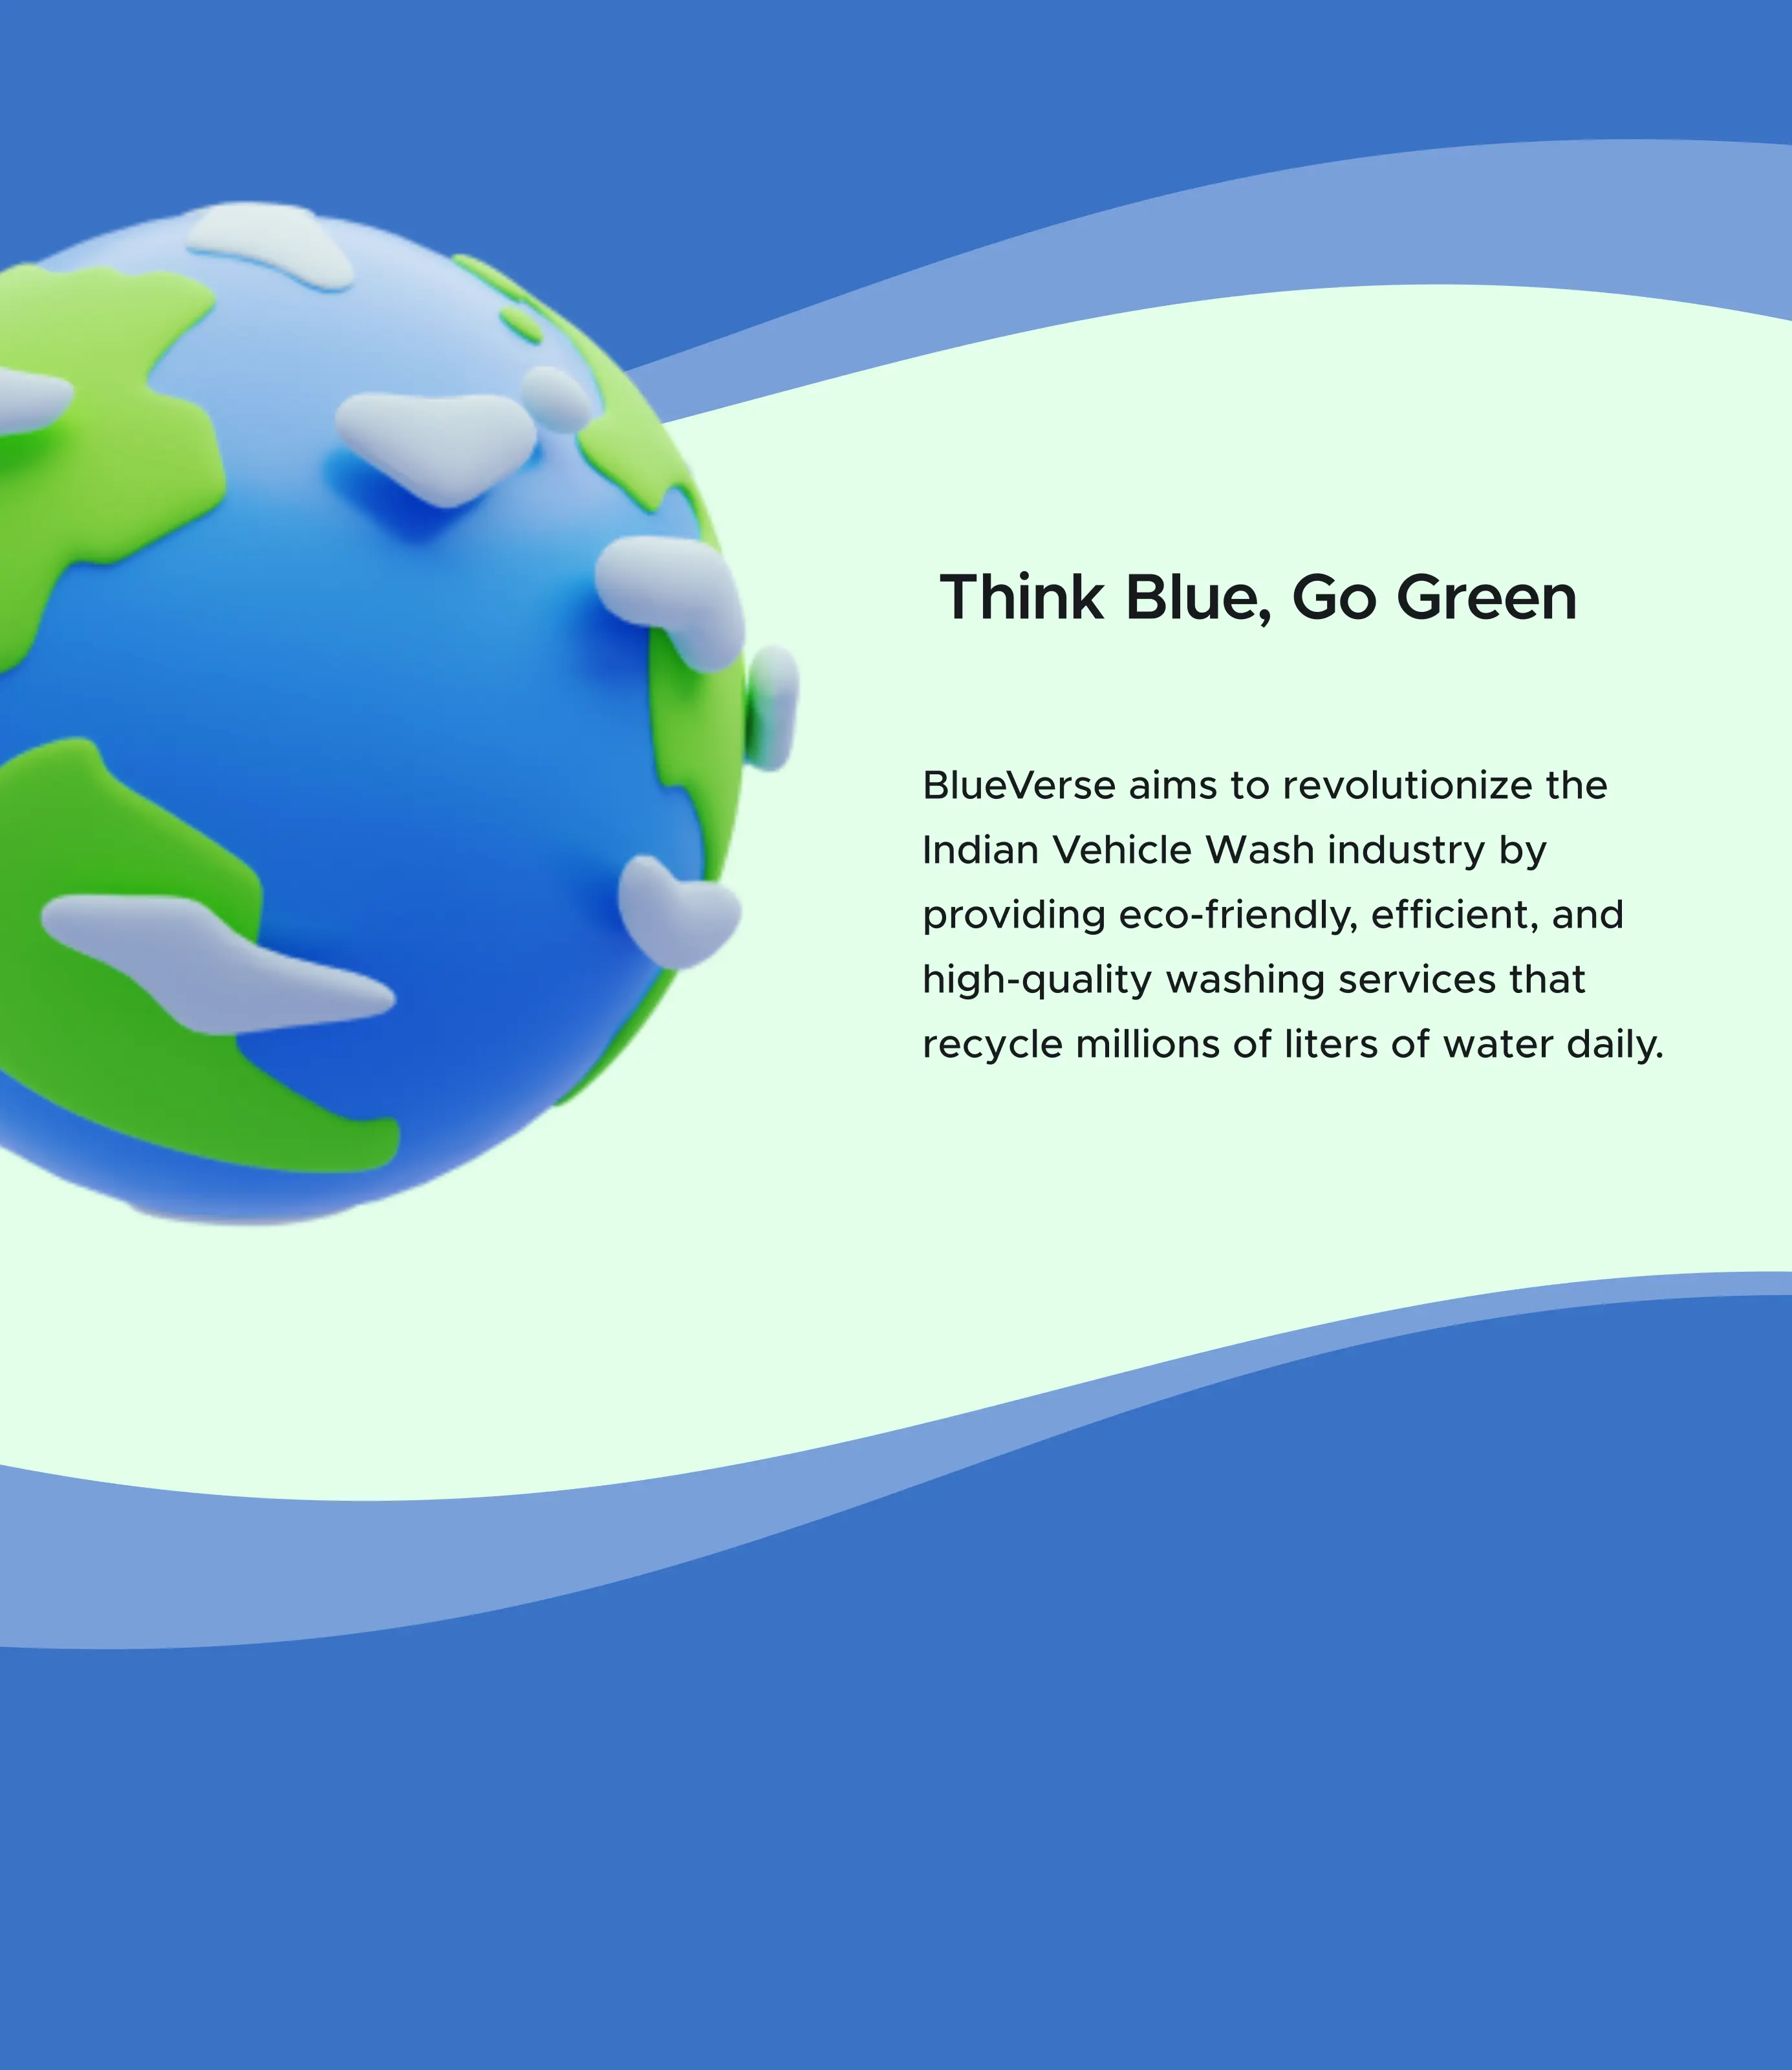 Think Blue, Go Green
BlueVerse aims to revolutionize the
Indian Vehicle Wash industry by
providing eco-friendly, efficient, and
high-quality washing services that
recycle millions of liters of water daily.